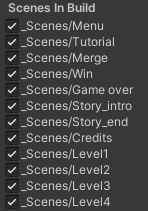 Scenes In Build
_Scenes/Menu
_Scenes/Tutorial
_Scenes/Merge
_Scenes/Win
_Scenes/Game over
_Scenes/Story_intro
_Scenes/Story_end
_Scenes/Credits
_Scenes/Level1
_Scenes/Level2
_Scenes/Level3
_Scenes/Level4